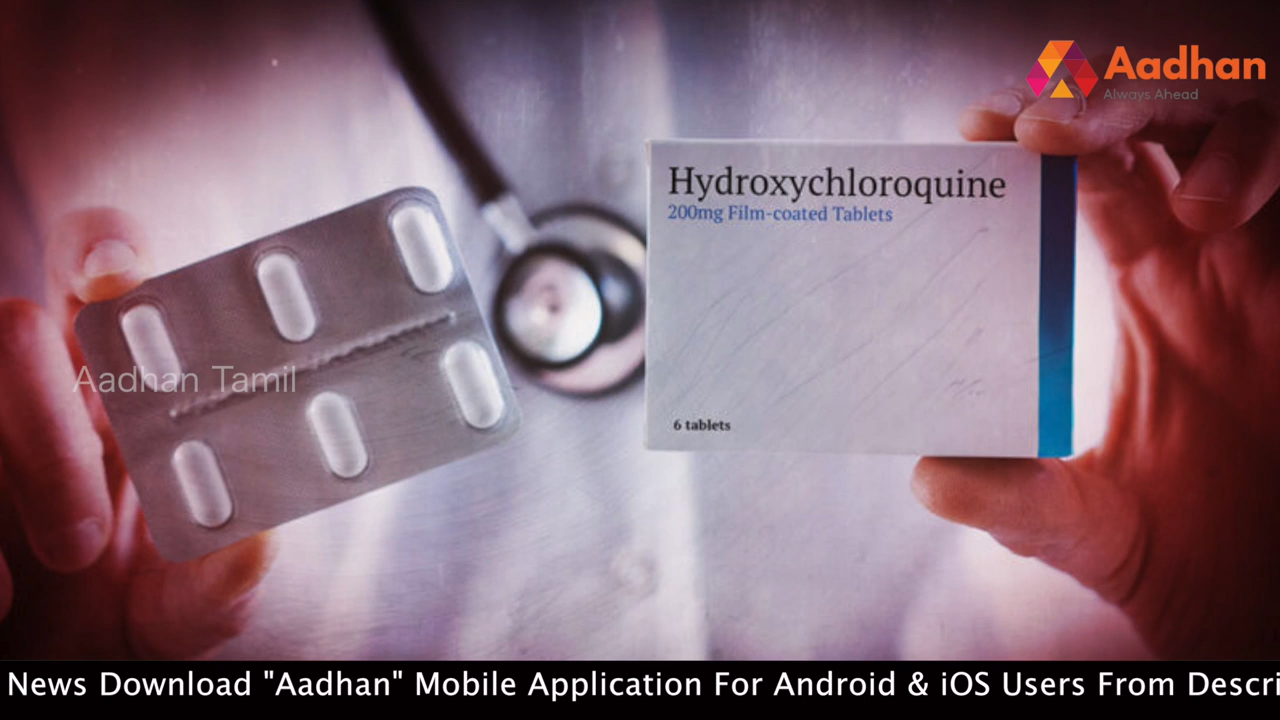 Aadhan
Always Ahead
Hydroxychloroquine
200mg Film-coated Tablets
Aadhan Tamil
6 tablets
News Download "Aadhan" Mobile Application For Android & iOS Users From Descri